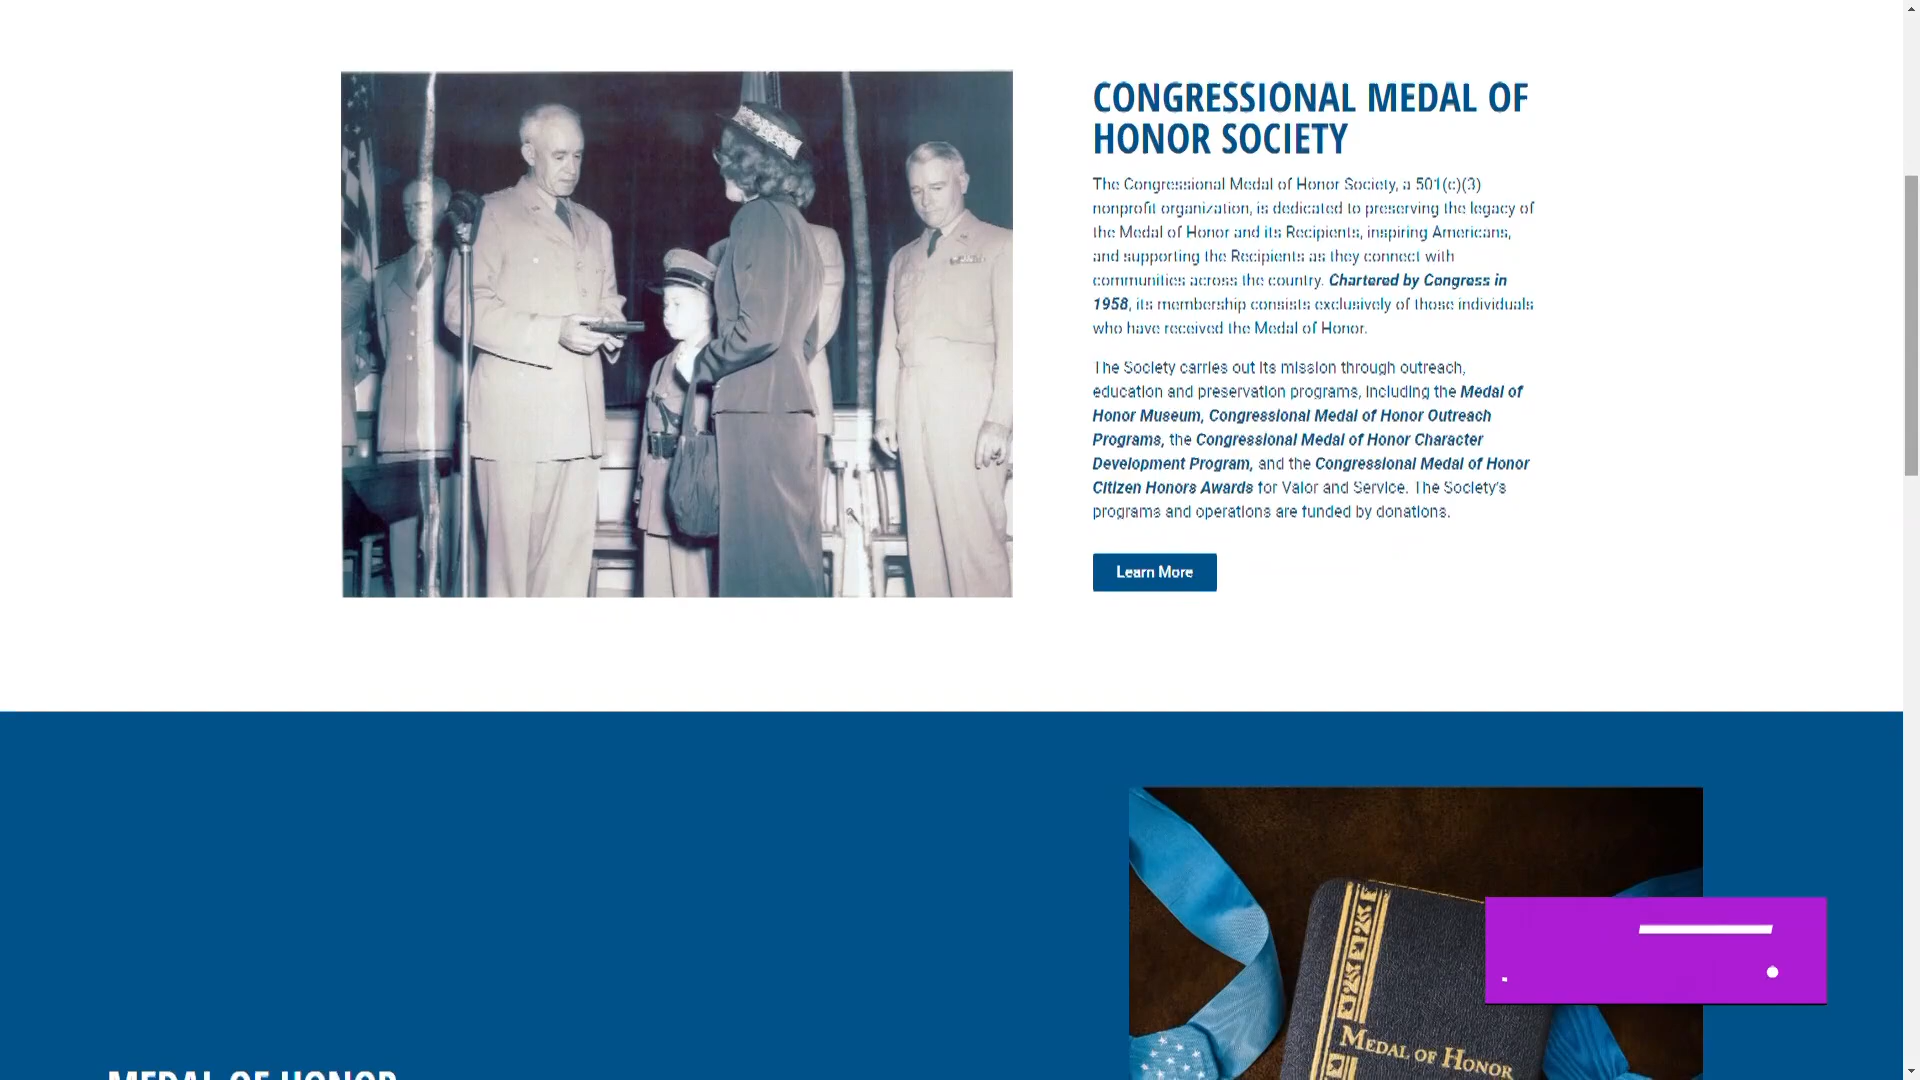 CONGRESSIONAL MEDAL OF
HONOR SOCIETY
The Congressional Medal of Honor Society, a 501(c)(3)
nonprofit organization, is dedicated to preserving the legacy of
the Medal of Honor and its Recipients, inspiring Americans,
and supporting the Recipients as they connect with
communities across the country. Chartered by Congress in
1958, its membership consists exclusively of those individuals
who have received the Medal of Honor.
The Society carries out its mission through outreach,
education and preservation programs, including the Medal of
Honor Museum, Congressional Medal of Honor Outreach
Programs, the Congressional Medal of Honor Character
Development Program, and the Congressional Medal of Honor
Citizen Honors Awards for Valor and Service. The Society's
programs and operations are funded by donations.
Learn More
MEDAL OF HONOR
MEDAL OF HONOR